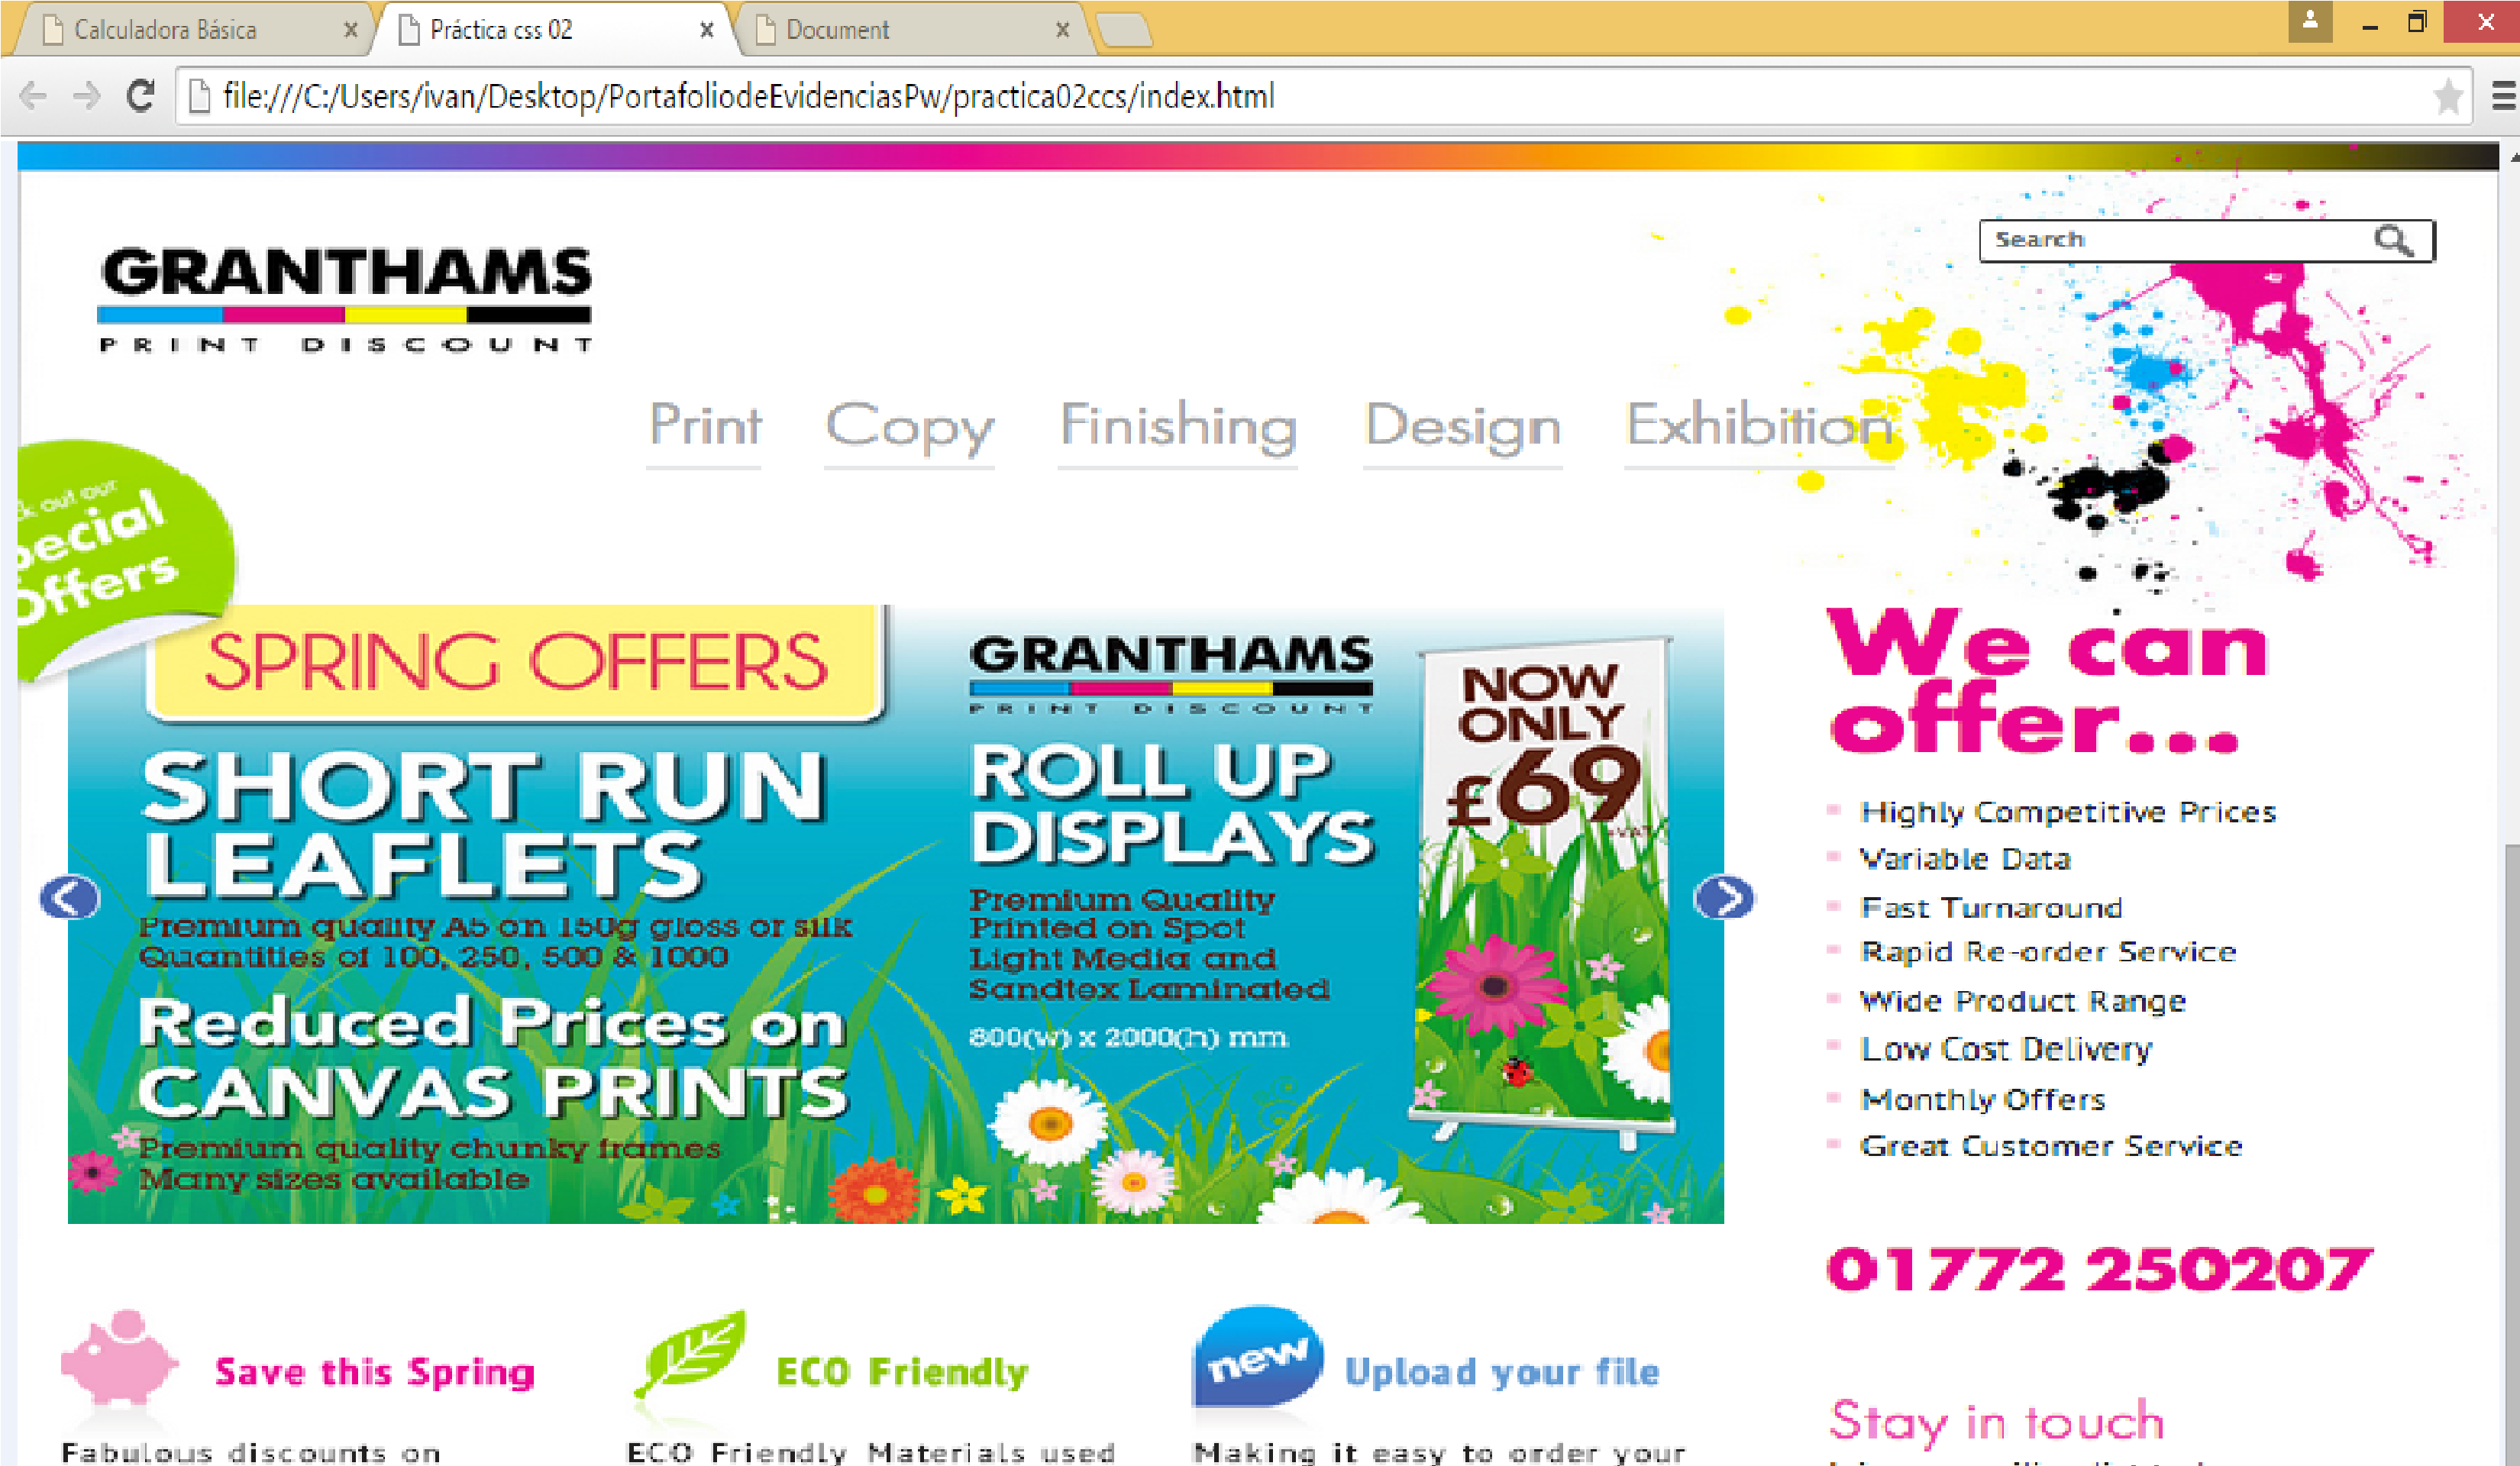 Calculadora Básica
Práctica css 02
Document
file:///C:/Users/ivan/Desktop/PortafoliodeEvidenciasPw/practica02ccs/index.html
GRANTHAMS
PRINT DISCOUNT
Search
Print Copy Finishing Design Exhibition
ck out our
pecial
Offers
SPRING OFFERS
SHORT RUN
LEAFLETS
Premium quality A5 on 150g gloss or silk
Quantities of 100, 250, 500 & 1000
Reduced Prices on
CANVAS PRINTS
Premium quality chunky frames
Many sizes available
GRANTHAMS
PRINT DISCOUNT
ROLL UP
DISPLAYS
Premium Quality
Printed on Spot
Light Media and
Sandtex Laminated
800(w) x 2000(h) mm
NOW
ONLY
£69
+VAT
We can
offer...
Highly Competitive Prices
Variable Data
Fast Turnaround
Rapid Re-order Service
Wide Product Range
Low Cost Delivery
Monthly Offers
Great Customer Service
01772 250207
Save this Spring
Fabulous discounts on
ECO Friendly
ECO Friendly Materials used
new
Upload your file
Making it easy to order your
Stay in touch